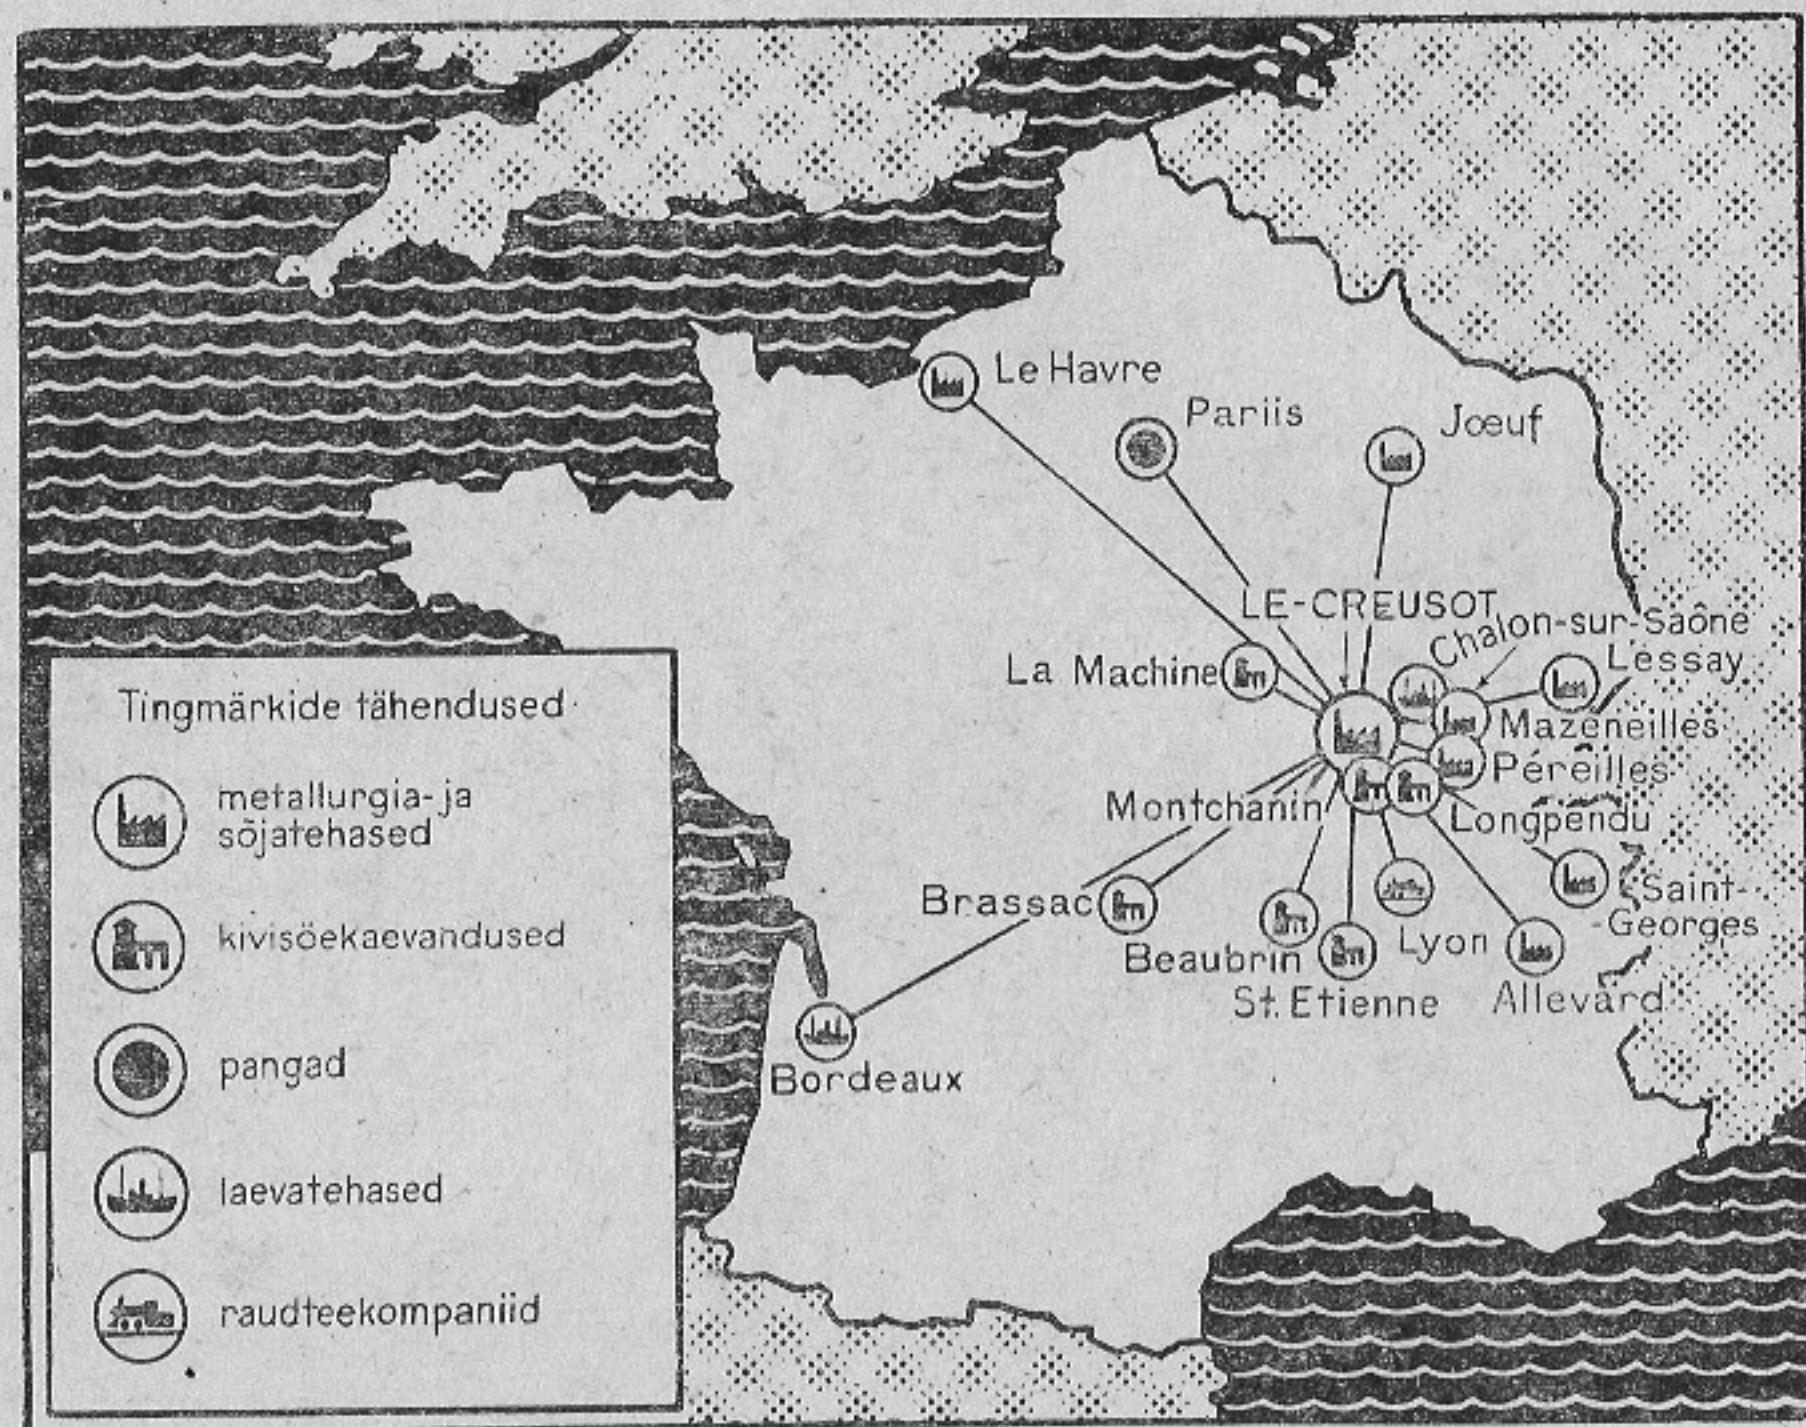 Le Havre
Pariis
Jœuf
LE-CREUSOT
Chalon-sur-Saône
La Machine
Lessay
Mazeneilles
Péreilles
Montchanin
Longpendu
Brassac
Saint-
-Georges
Beaubrin
Lyon
St. Etienne
Allevard
Bordeaux
Tingmärkide tähendused
metallurgia-ja
sõjatehased
kivisöekaevandused
pangad
laevatehased
raudteekompaniid